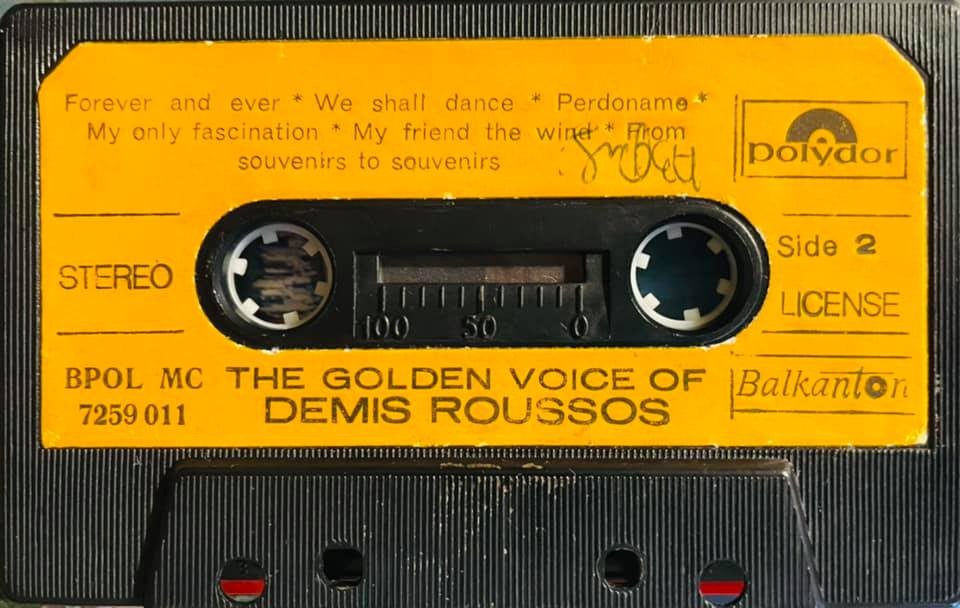 Forever and ever * We shall dance * Perdoname *
My only fascination * My friend the wind * From
souvenirs to souvenirs
polydor
STEREO
Side 2
LICENSE
100 50 0
BPOL MC
7259 011
THE GOLDEN VOICE OF
DEMIS ROUSSOS
Balkanton